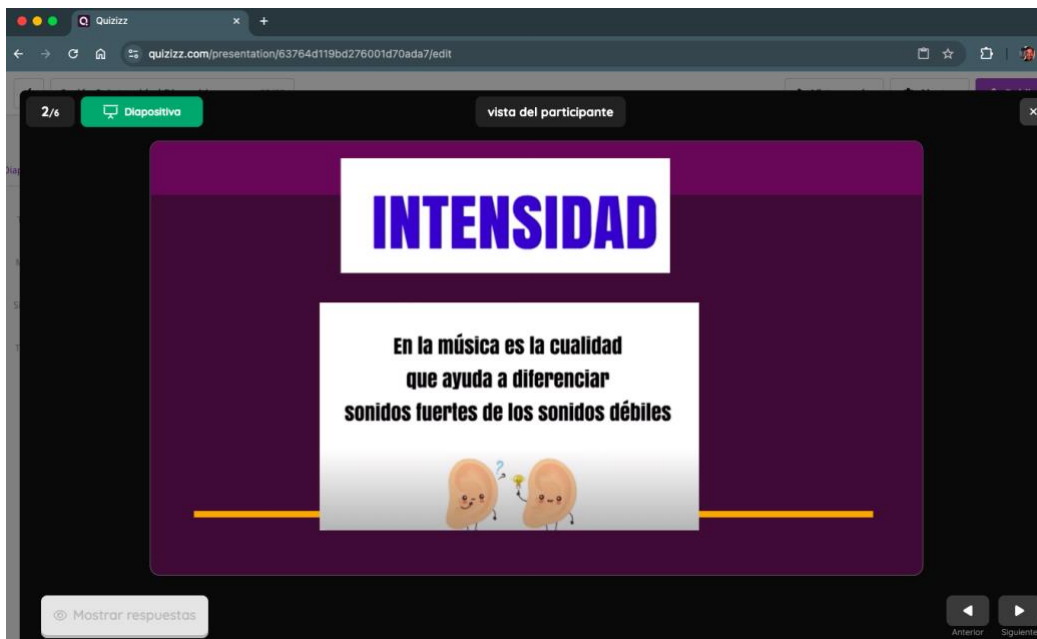 Quizizz
quizizz.com/presentation/63764d119bd276001d70ada7/edit
2/6
Diapositiva
vista del participante
INTENSIDAD
En la música es la cualidad
que ayuda a diferenciar
sonidos fuertes de los sonidos débiles
Mostrar respuestas
Anterior
Siguiente